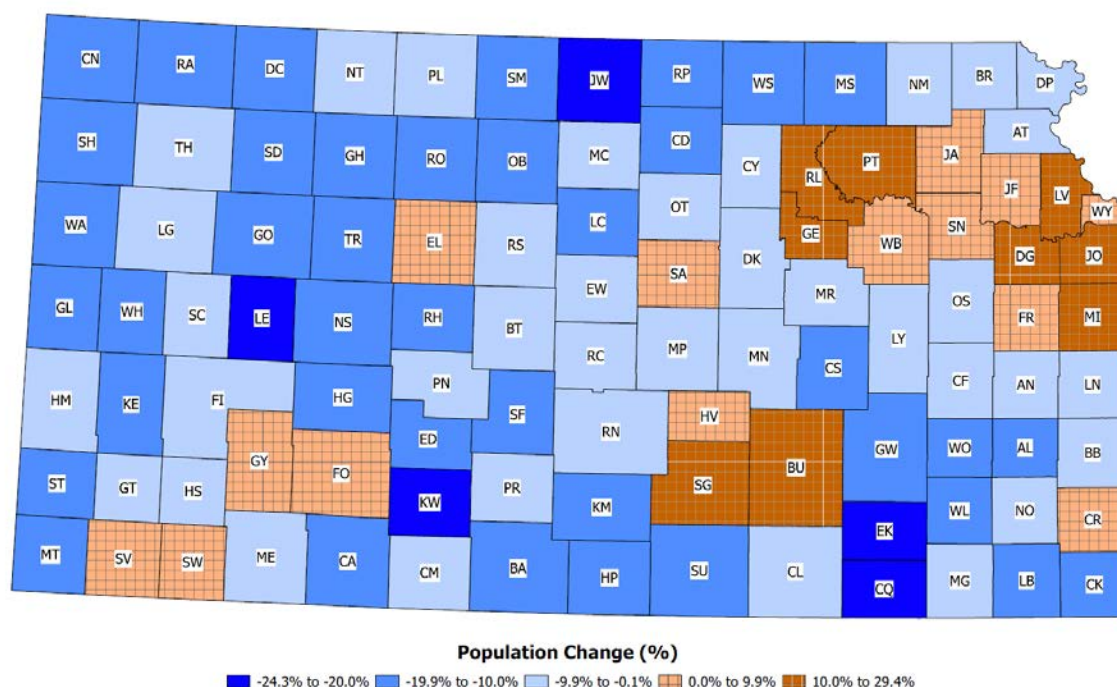 CN RA DC NT PL SM JW RP WS MS NM BR DP
SH TH SD GH RO OB MC CD CY RL PT JA AT
WA LG GO TR EL RS LC OT GE WB SN JF LV WY
GL WH SC LE NS RH BT EW SA DK MR OS DG JO
HM KE FI HG PN SF RC MP MN CS LY FR MI
CF AN LN
ST GT HS GY FO ED RN HV BU GW WO AL BB
MT SV SW ME CA KW PR KM SG EK WL NO CR
CM BA HP SU CL CQ MG LB CK
Population Change (%)
-24.3% to -20.0% -19.9% to -10.0% -9.9% to -0.1% 0.0% to 9.9% 10.0% to 29.4%